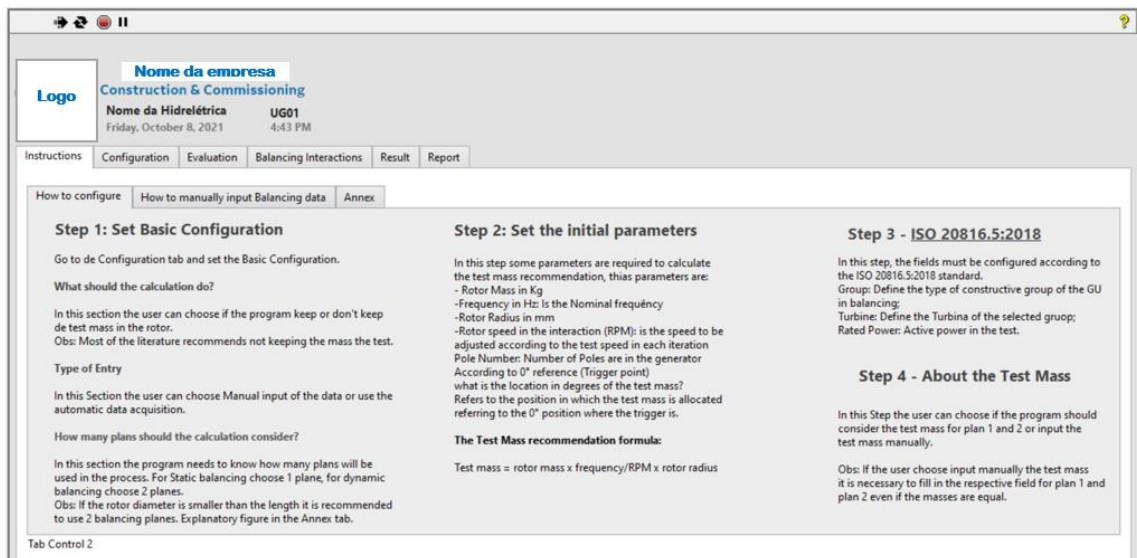 Nome da empresa
Logo
Construction & Commissioning
Nome da Hidrelétrica UG01
Friday, October 8, 2021 4:43 PM
Instructions Configuration Evaluation Balancing Interactions Result Report
How to configure How to manually input Balancing data Annex
Step 1: Set Basic Configuration
Go to de Configuration tab and set the Basic Configuration.
What should the calculation do?
In this section the user can choose if the program keep or don't keep
de test mass in the rotor.
Obs: Most of the literature recommends not keeping the mass the test.
Type of Entry
In this Section the user can choose Manual input of the data or use the
automatic data acquisition.
How many plans should the calculation consider?
In this section the program needs to know how many plans will be
used in the process. For Static balancing choose 1 plane, for dynamic
balancing choose 2 planes.
Obs: If the rotor diameter is smaller than the length it is recommended
to use 2 balancing planes. Explanatory figure in the Annex tab.
Step 2: Set the initial parameters
In this step some parameters are required to calculate
the test mass recommendation, thias parameters are:
- Rotor Mass in Kg
-Frequency in Hz: Is the Nominal frequêncy
-Rotor Radius in mm
-Rotor speed in the interaction (RPM): is the speed to be
adjusted according to the test speed in each iteration
Pole Number: Number of Poles are in the generator
According to 0° reference (Trigger point)
what is the location in degrees of the test mass?
Refers to the position in which the test mass is allocated
referring to the 0° position where the trigger is.
The Test Mass recommendation formula:
Test mass = rotor mass x frequency/RPM x rotor radius
Step 3 - ISO 20816.5:2018
In this step, the fields must be configured according to
the ISO 20816.5:2018 standard.
Group: Define the type of constructive group of the GU
in balancing;
Turbine: Define the Turbina of the selected gruop;
Rated Power: Active power in the test.
Step 4 - About the Test Mass
In this Step the user can choose if the program should
consider the test mass for plan 1 and 2 or input the
test mass manually.
Obs: If the user choose input manually the test mass
it is necessary to fill in the respective field for plan 1 and
plan 2 even if the masses are equal.
Tab Control 2